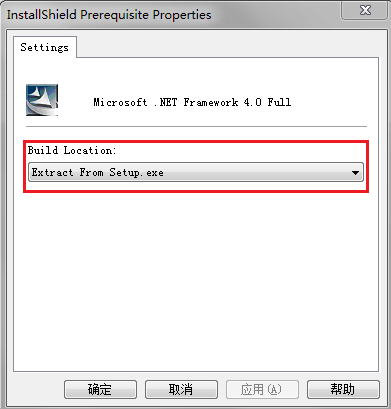 InstallShield Prerequisite Properties
Settings
Microsoft .NET Framework 4.0 Full
Build Location:
Extract From Setup.exe
确定 取消 应用(A) 帮助